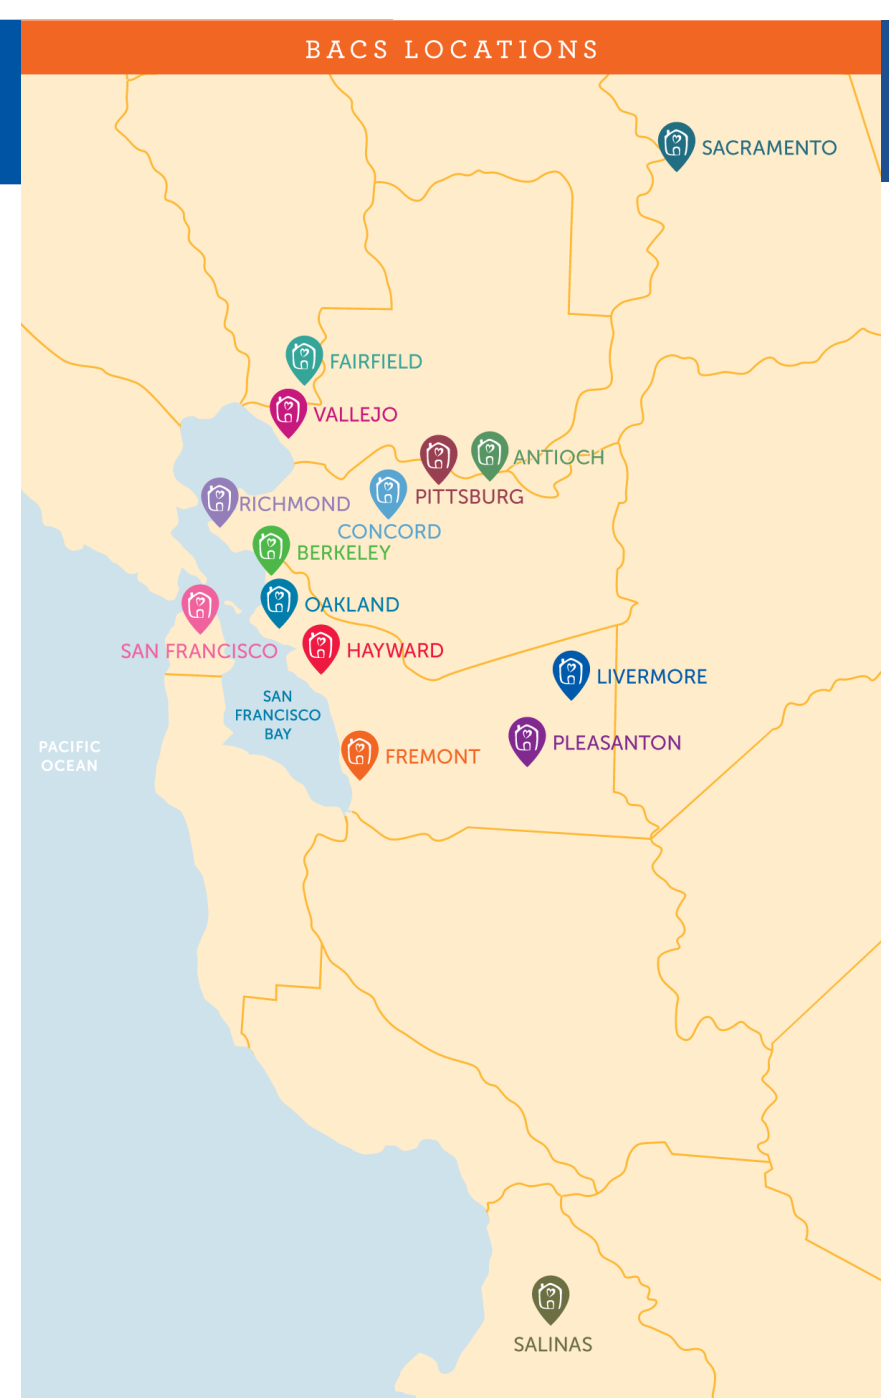 BACS LOCATIONS
SACRAMENTO
FAIRFIELD
VALLEJO
ANTIOCH
PITTSBURG
RICHMOND
CONCORD
BERKELEY
OAKLAND
SAN FRANCISCO
HAYWARD
LIVERMORE
SAN
FRANCISCO
BAY
PACIFIC
OCEAN
PLEASANTON
FREMONT
SALINAS